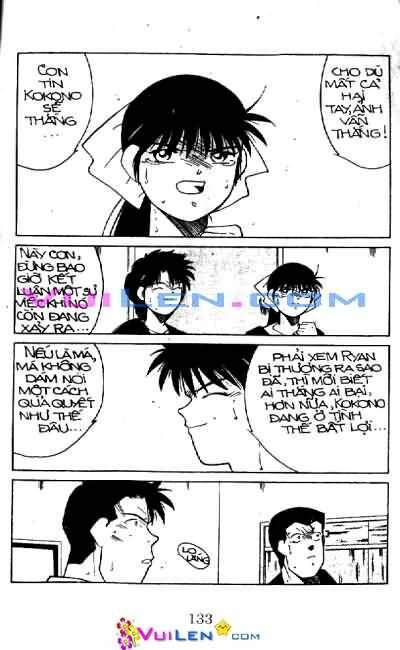 CON
TIN
KOKONO
SẼ
THẮNG
...
CHO DÙ
MẤT CẢ
HAI
TAY, ANH
VẪN
THẮNG!
NÀY CON,
ĐỪNG BAO
GIỜ KẾT
LUẬN MỘT SỰ
VIỆC KHI NÓ
CÒN ĐANG
XẢY RA...
VUILEN.COM
NẾU LÀ MÁ,
MÁ KHÔNG
DÁM NÓI
MỘT CÁCH
QUẢ QUYẾT
NHƯ THẾ
ĐÂU...
PHẢI XEM RYAN
BỊ THƯƠNG RA SAO
ĐÃ, THÌ MỚI BIẾT
AI THẮNG AI BẠI,
HƠN NỮA, KOKONO
ĐANG Ở TÌNH
THẾ BẤT LỢI...
LO
LẮNG
133
VUILEN
.COM